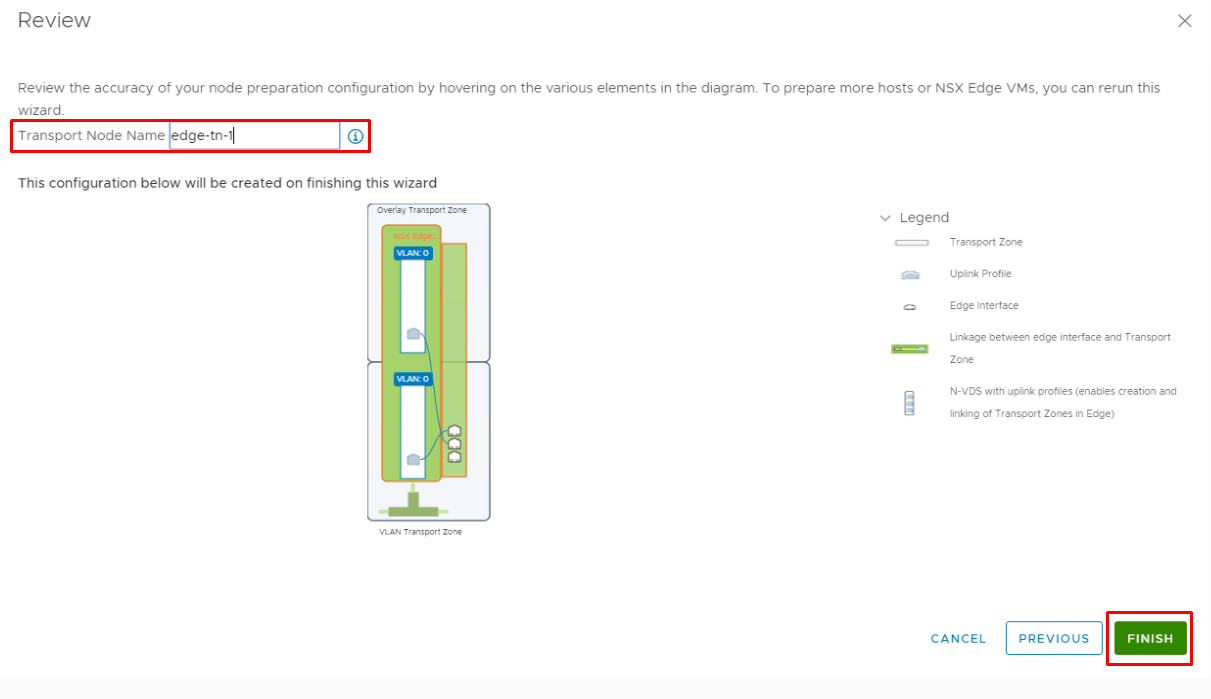 Review
Review the accuracy of your node preparation configuration by hovering on the various elements in the diagram. To prepare more hosts or NSX Edge VMs, you can rerun this
wizard.
Transport Node Name edge-tn-1
This configuration below will be created on finishing this wizard
Overlay Transport Zone
NSX Edge...
VLAN: 0
VLAN: 0
VLAN Transport Zone
Legend
Transport Zone
Uplink Profile
Edge Interface
Linkage between edge interface and Transport
Zone
N-VDS with uplink profiles (enables creation and
linking of Transport Zones in Edge)
CANCEL
PREVIOUS
FINISH